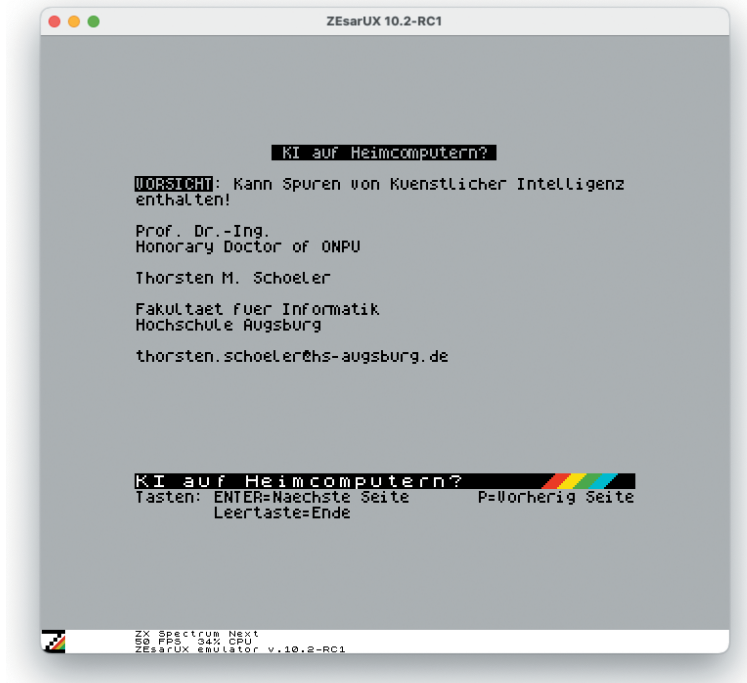 ZEsarUX 10.2-RC1
KI auf Heimcomputern?
VORSICHT: Kann Spuren von Kuenstlicher Intelligenz
enthalten!
Prof. Dr.-Ing.
Honorary Doctor of ONPU
Thorsten M. Schoeler
Fakultaet fuer Informatik
Hochschule Augsburg
thorsten.schoeler@hs-augsburg.de
KI auf Heimcomputern?
Tasten: ENTER=Naechste Seite P=Vorherig Seite
Leertaste=Ende
ZX Spectrum Next
50 FPS 34% CPU
ZEsarUX emulator v.10.2-RC1